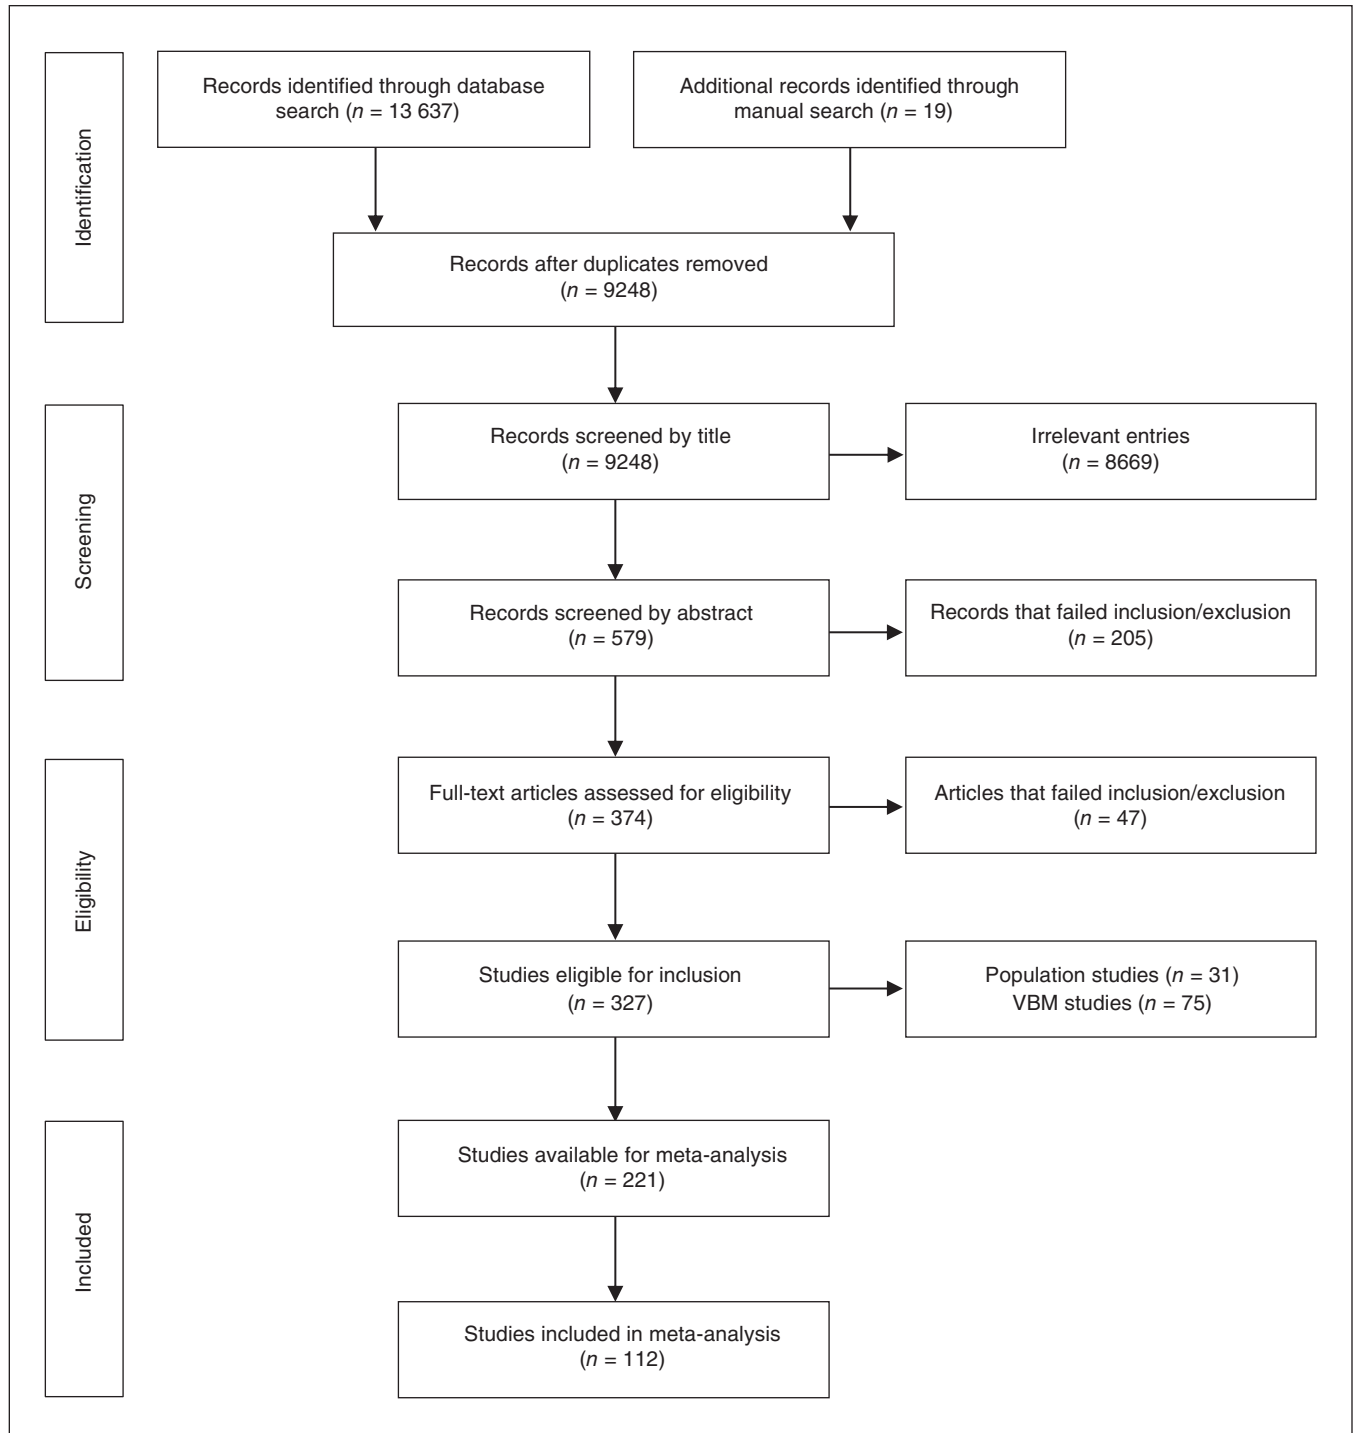 Identification
Records identified through database
search (n = 13 637)
Additional records identified through
manual search (n = 19)
Records after duplicates removed
(n = 9248)
Screening
Records screened by title
(n = 9248)
Irrelevant entries
(n = 8669)
Records screened by abstract
(n = 579)
Records that failed inclusion/exclusion
(n = 205)
Eligibility
Full-text articles assessed for eligibility
(n = 374)
Articles that failed inclusion/exclusion
(n = 47)
Studies eligible for inclusion
(n = 327)
Population studies (n = 31)
VBM studies (n = 75)
Included
Studies available for meta-analysis
(n = 221)
Studies included in meta-analysis
(n = 112)